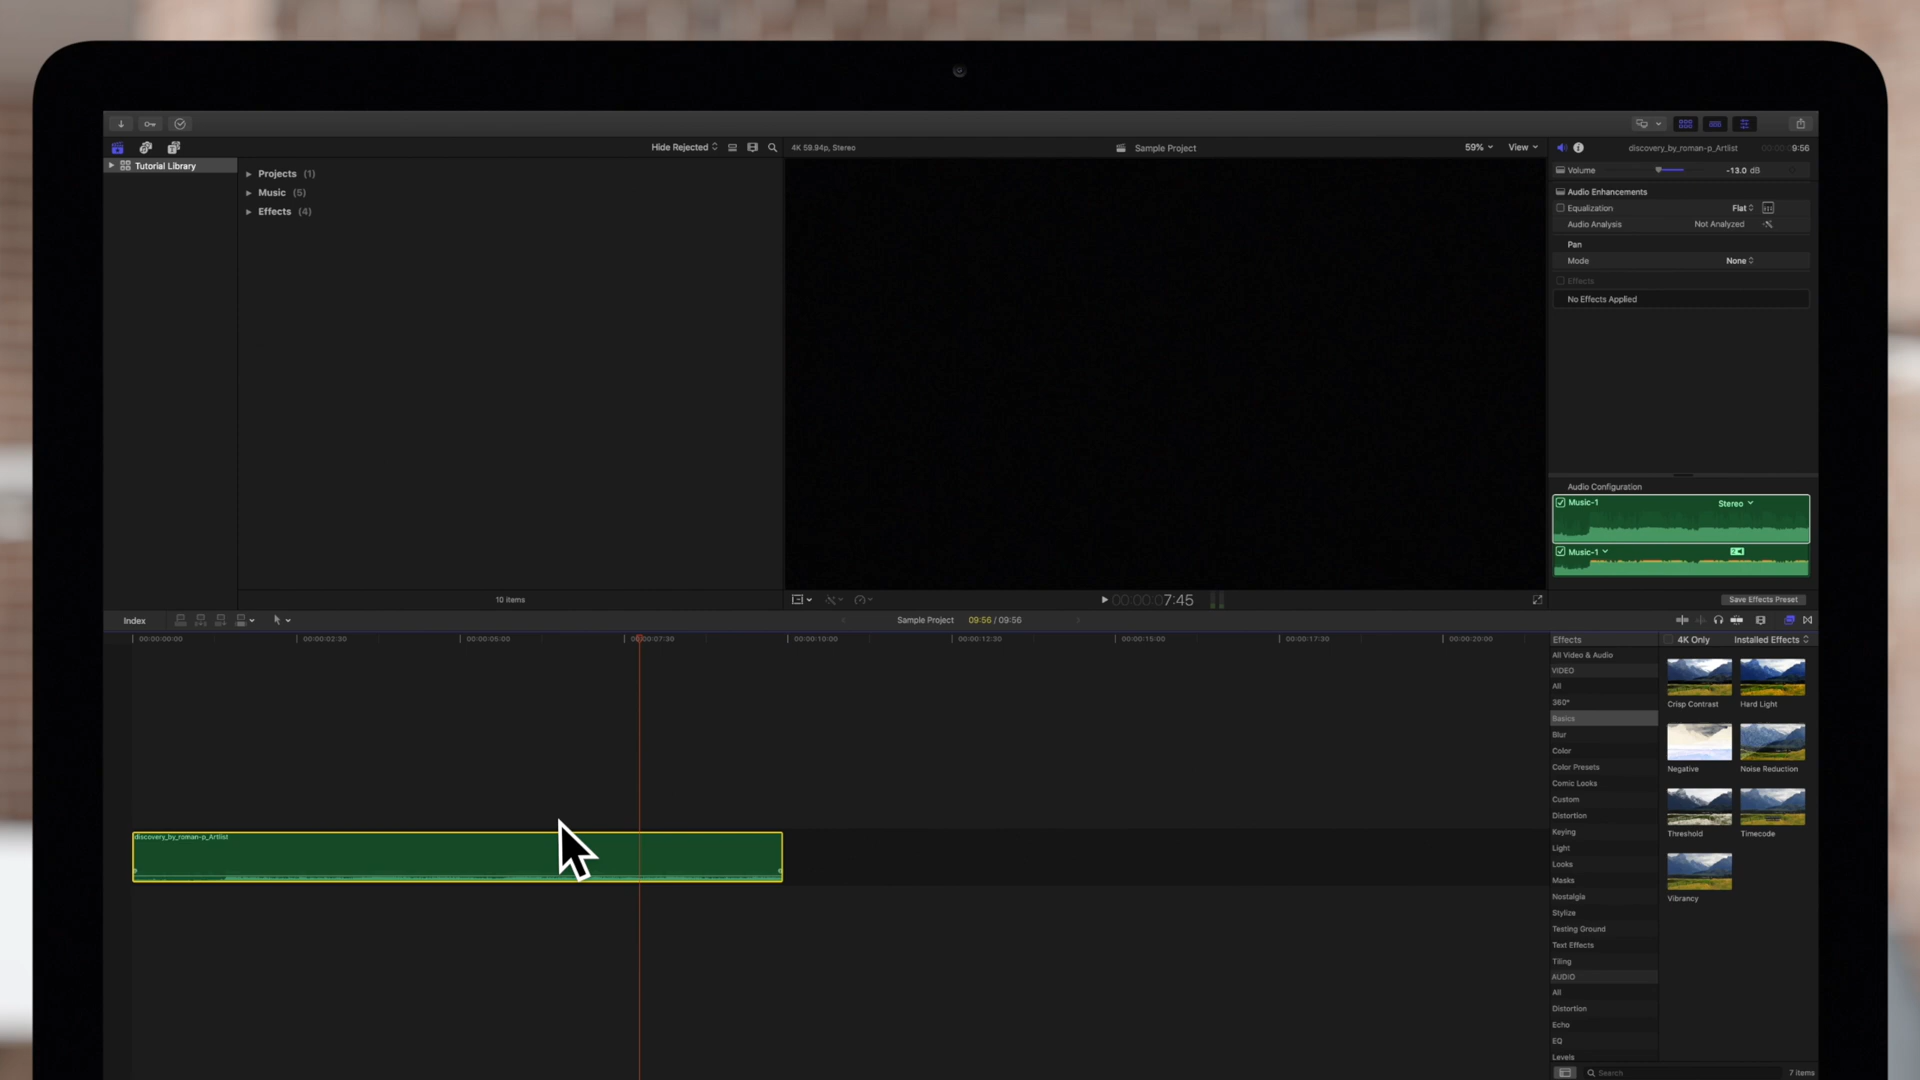 Hide Rejected
4K 59.94p, Stereo
Sample Project
59%
View
discovery_by_roman-p_Artlist
00:00:09:56
Tutorial Library
Projects (1)
Music (5)
Effects (4)
Volume
-13.0 dB
Audio Enhancements
Equalization
Flat
Audio Analysis
Not Analyzed
Pan
Mode
None
Effects
No Effects Applied
Audio Configuration
Music-1
Stereo
Music-1
10 items
00:00:07:45
Save Effects Preset
Index
Sample Project
09:56 / 09:56
00:00:00:00
00:00:02:30
00:00:05:00
00:00:07:30
00:00:10:00
00:00:12:30
00:00:15:00
00:00:17:30
00:00:20:00
discovery_by_roman-p_Artlist
Effects
4K Only
Installed Effects
All Video & Audio
VIDEO
All
360°
Basics
Blur
Color
Color Presets
Comic Looks
Custom
Distortion
Keying
Light
Looks
Masks
Nostalgia
Stylize
Testing Ground
Text Effects
Tiling
AUDIO
All
Distortion
Echo
EQ
Levels
Crisp Contrast
Hard Light
Negative
Noise Reduction
Threshold
Timecode
Vibrancy
Search
7 items